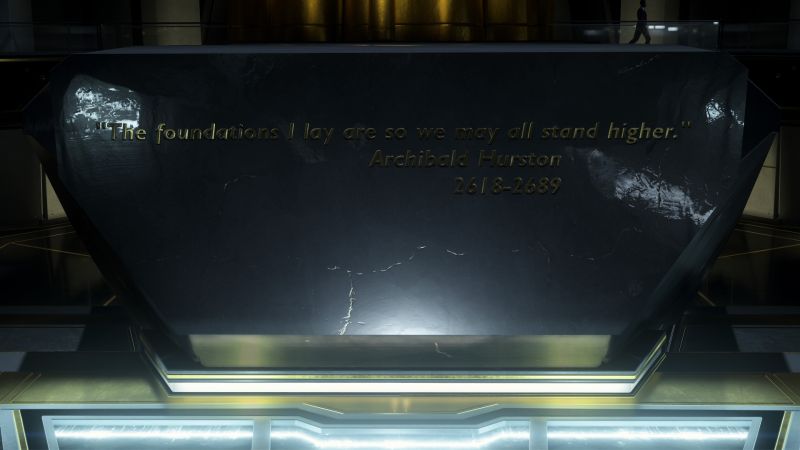 "The foundations I lay are so we may all stand higher."
Archibald Hurston
2618-2689